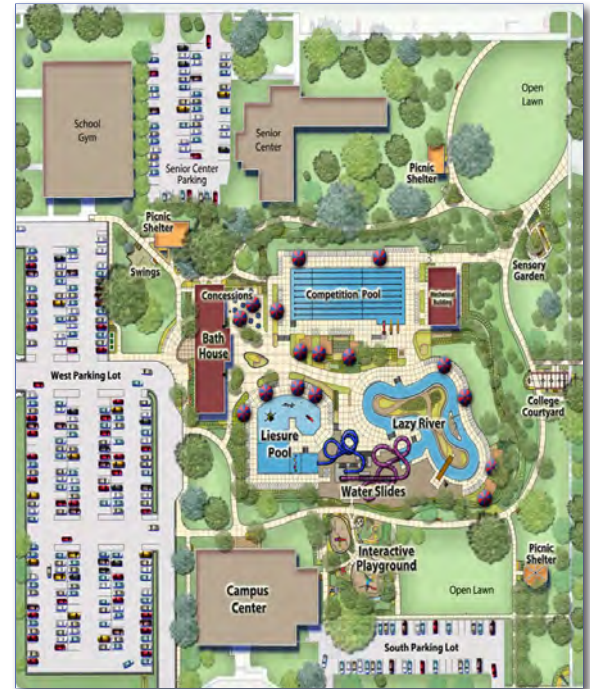 Open
Lawn
School
Gym
Senior
Center
Senior Center
Parking
Picnic
Shelter
Picnic
Shelter
Swings
Sensory
Garden
Concessions
Competition Pool
Mechanical
Building
Bath
House
West Parking Lot
College
Courtyard
Liesure
Pool
Lazy River
Water Slides
Interactive
Playground
Picnic
Shelter
Campus
Center
Open Lawn
South Parking Lot